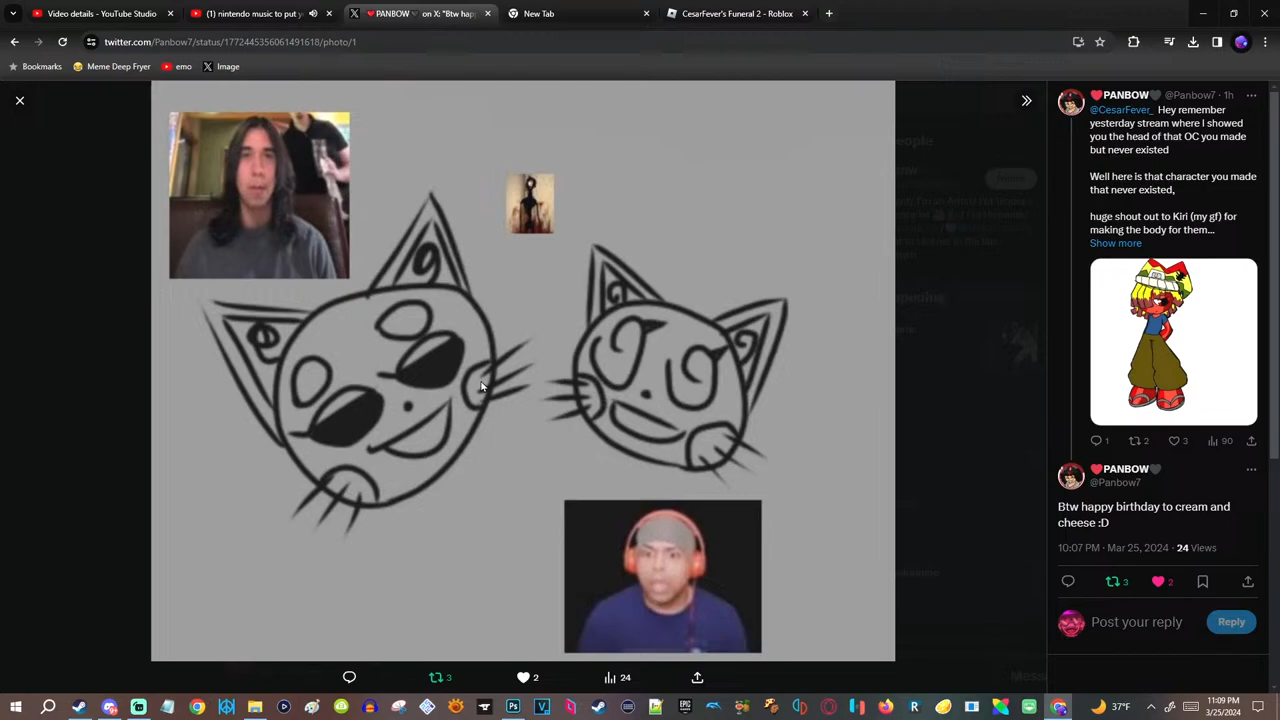 Video details - YouTube Studio
(1) nintendo music to put y
❤️PANBOW🖤 on X: "Btw hap
New Tab
CesarFever's Funeral 2 - Roblox
twitter.com/Panbow7/status/1772445356061491618/photo/1
Bookmarks
Meme Deep Fryer
emo
Image
❤️PANBOW🖤 @Panbow7 · 1h
@CesarFever_ Hey remember
yesterday stream where I showed
you the head of that OC you made
but never existed
Well here is that character you made
that never existed,
huge shout out to Kiri (my gf) for
making the body for them...
Show more
1 2 3 90
❤️PANBOW🖤
@Panbow7
Btw happy birthday to cream and
cheese :D
10:07 PM · Mar 25, 2024 · 24 Views
3 2
Post your reply
Reply
3 2 24
37°F
11:09 PM
3/25/2024